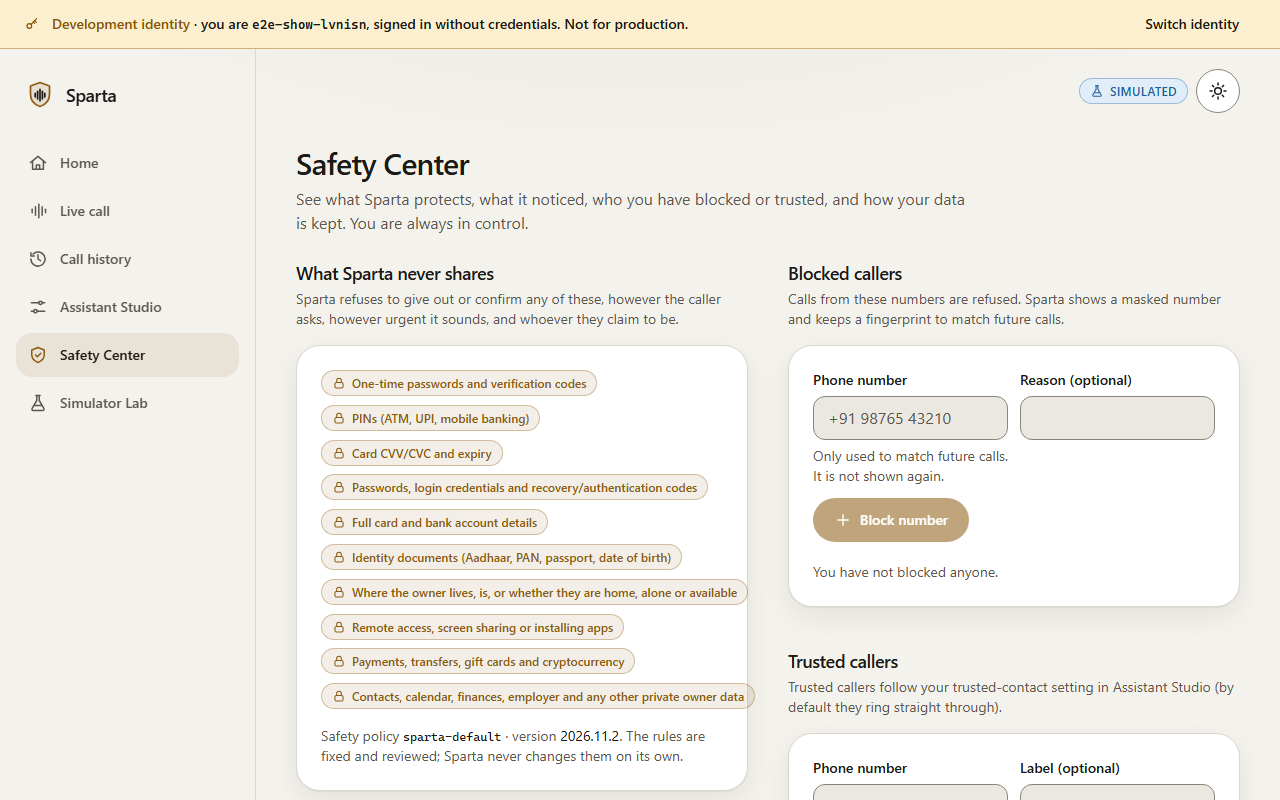 Development identity · you are e2e-show-lvnisn, signed in without credentials. Not for production.
Switch identity
Sparta
SIMULATED
Home
Live call
Call history
Assistant Studio
Safety Center
Simulator Lab
Safety Center
See what Sparta protects, what it noticed, who you have blocked or trusted, and how your data
is kept. You are always in control.
What Sparta never shares
Sparta refuses to give out or confirm any of these, however the caller
asks, however urgent it sounds, and whoever they claim to be.
One-time passwords and verification codes
PINs (ATM, UPI, mobile banking)
Card CVV/CVC and expiry
Passwords, login credentials and recovery/authentication codes
Full card and bank account details
Identity documents (Aadhaar, PAN, passport, date of birth)
Where the owner lives, is, or whether they are home, alone or available
Remote access, screen sharing or installing apps
Payments, transfers, gift cards and cryptocurrency
Contacts, calendar, finances, employer and any other private owner data
Safety policy sparta-default · version 2026.11.2. The rules are
fixed and reviewed; Sparta never changes them on its own.
Blocked callers
Calls from these numbers are refused. Sparta shows a masked number
and keeps a fingerprint to match future calls.
Phone number
Reason (optional)
+91 98765 43210
Only used to match future calls.
It is not shown again.
Block number
You have not blocked anyone.
Trusted callers
Trusted callers follow your trusted-contact setting in Assistant Studio (by
default they ring straight through).
Phone number
Label (optional)